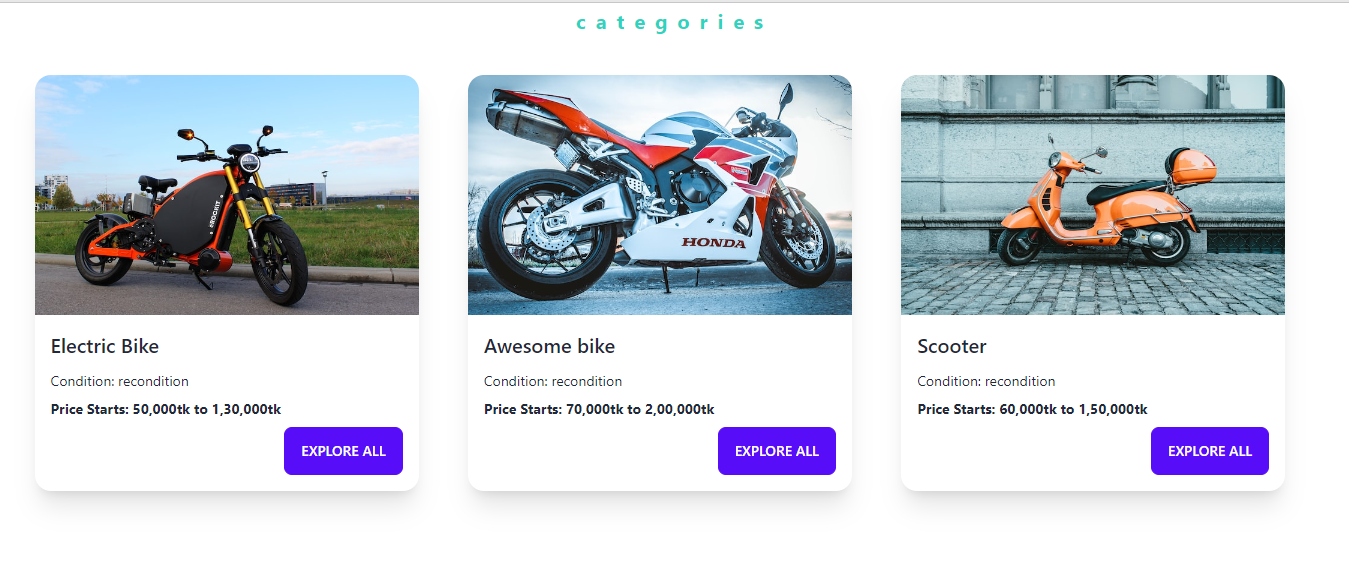 categories
eROCKIT
HONDA
Electric Bike
Condition: recondition
Price Starts: 50,000tk to 1,30,000tk
EXPLORE ALL
Awesome bike
Condition: recondition
Price Starts: 70,000tk to 2,00,000tk
EXPLORE ALL
Scooter
Condition: recondition
Price Starts: 60,000tk to 1,50,000tk
EXPLORE ALL